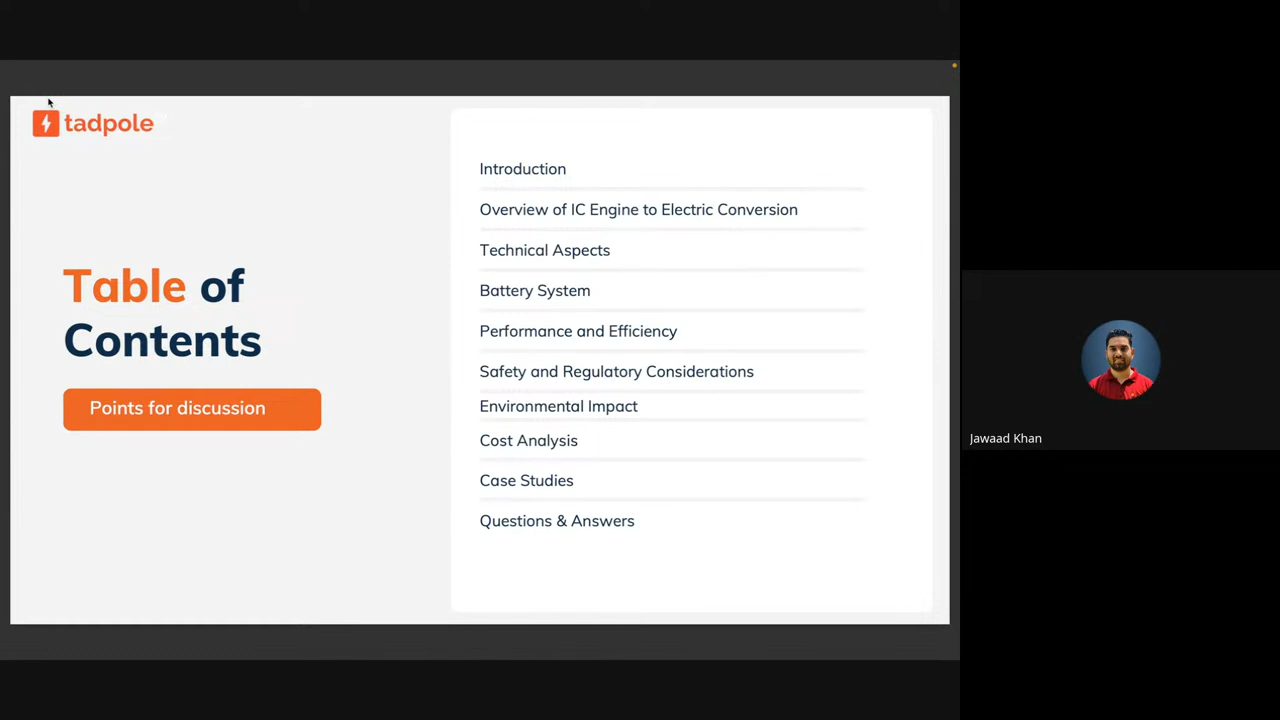 tadpole
Table of
Contents
Points for discussion
Introduction
Overview of IC Engine to Electric Conversion
Technical Aspects
Battery System
Performance and Efficiency
Safety and Regulatory Considerations
Environmental Impact
Cost Analysis
Case Studies
Questions & Answers
Jawaad Khan